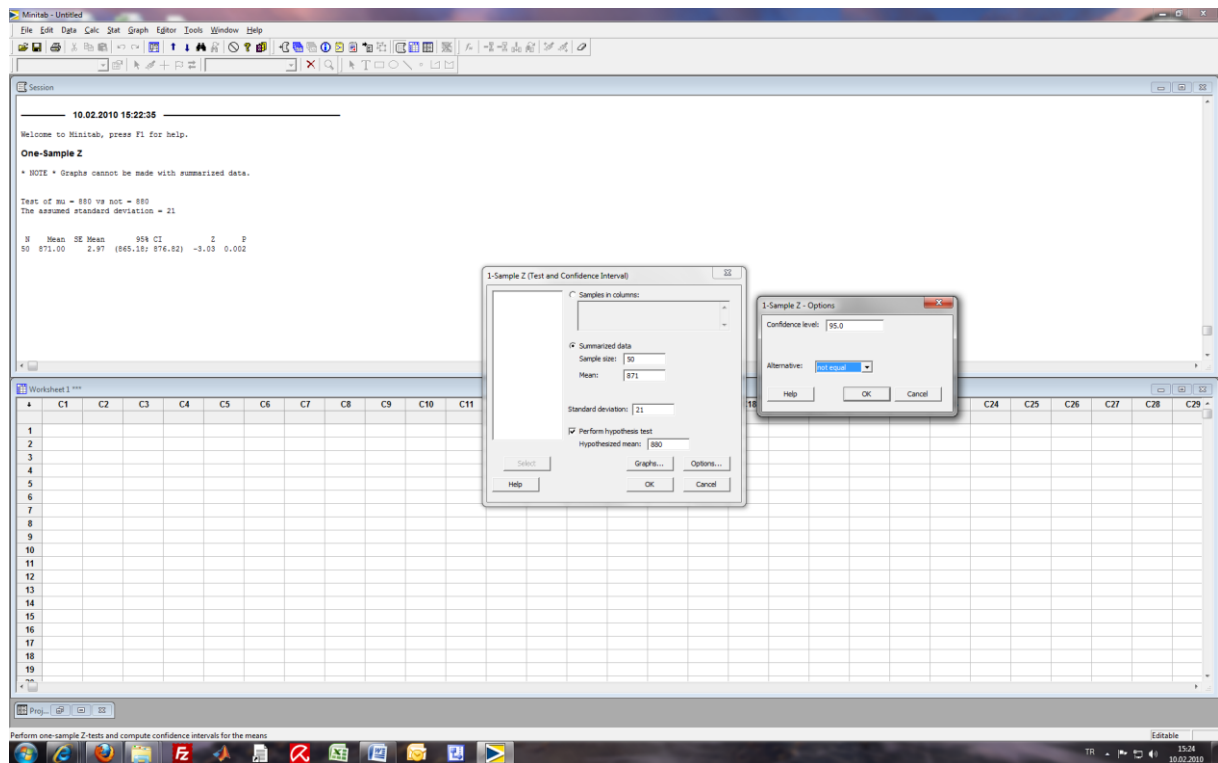 Minitab - Untitled
File Edit Data Calc Stat Graph Editor Tools Window Help
Session
10.02.2010 15:22:35
Welcome to Minitab, press F1 for help.
One-Sample Z
* NOTE * Graphs cannot be made with summarized data.
Test of mu = 880 vs not = 880
The assumed standard deviation = 21
N Mean SE Mean 95% CI Z P
50 871.00 2.97 (865.18; 876.82) -3.03 0.002
1-Sample Z (Test and Confidence Interval)
Samples in columns:
Summarized data
Sample size: 50
Mean: 871
Standard deviation: 21
Perform hypothesis test
Hypothesized mean: 880
Select Graphs... Options...
Help OK Cancel
1-Sample Z - Options
Confidence level: 95.0
Alternative: not equal
Help OK Cancel
Worksheet 1 ***
C1 C2 C3 C4 C5 C6 C7 C8 C9 C10 C11 18 C24 C25 C26 C27 C28 C29
1
2
3
4
5
6
7
8
9
10
11
12
13
14
15
16
17
18
19
Proj...
Perform one-sample Z-tests and compute confidence intervals for the means Editable
TR 15:24
10.02.2010